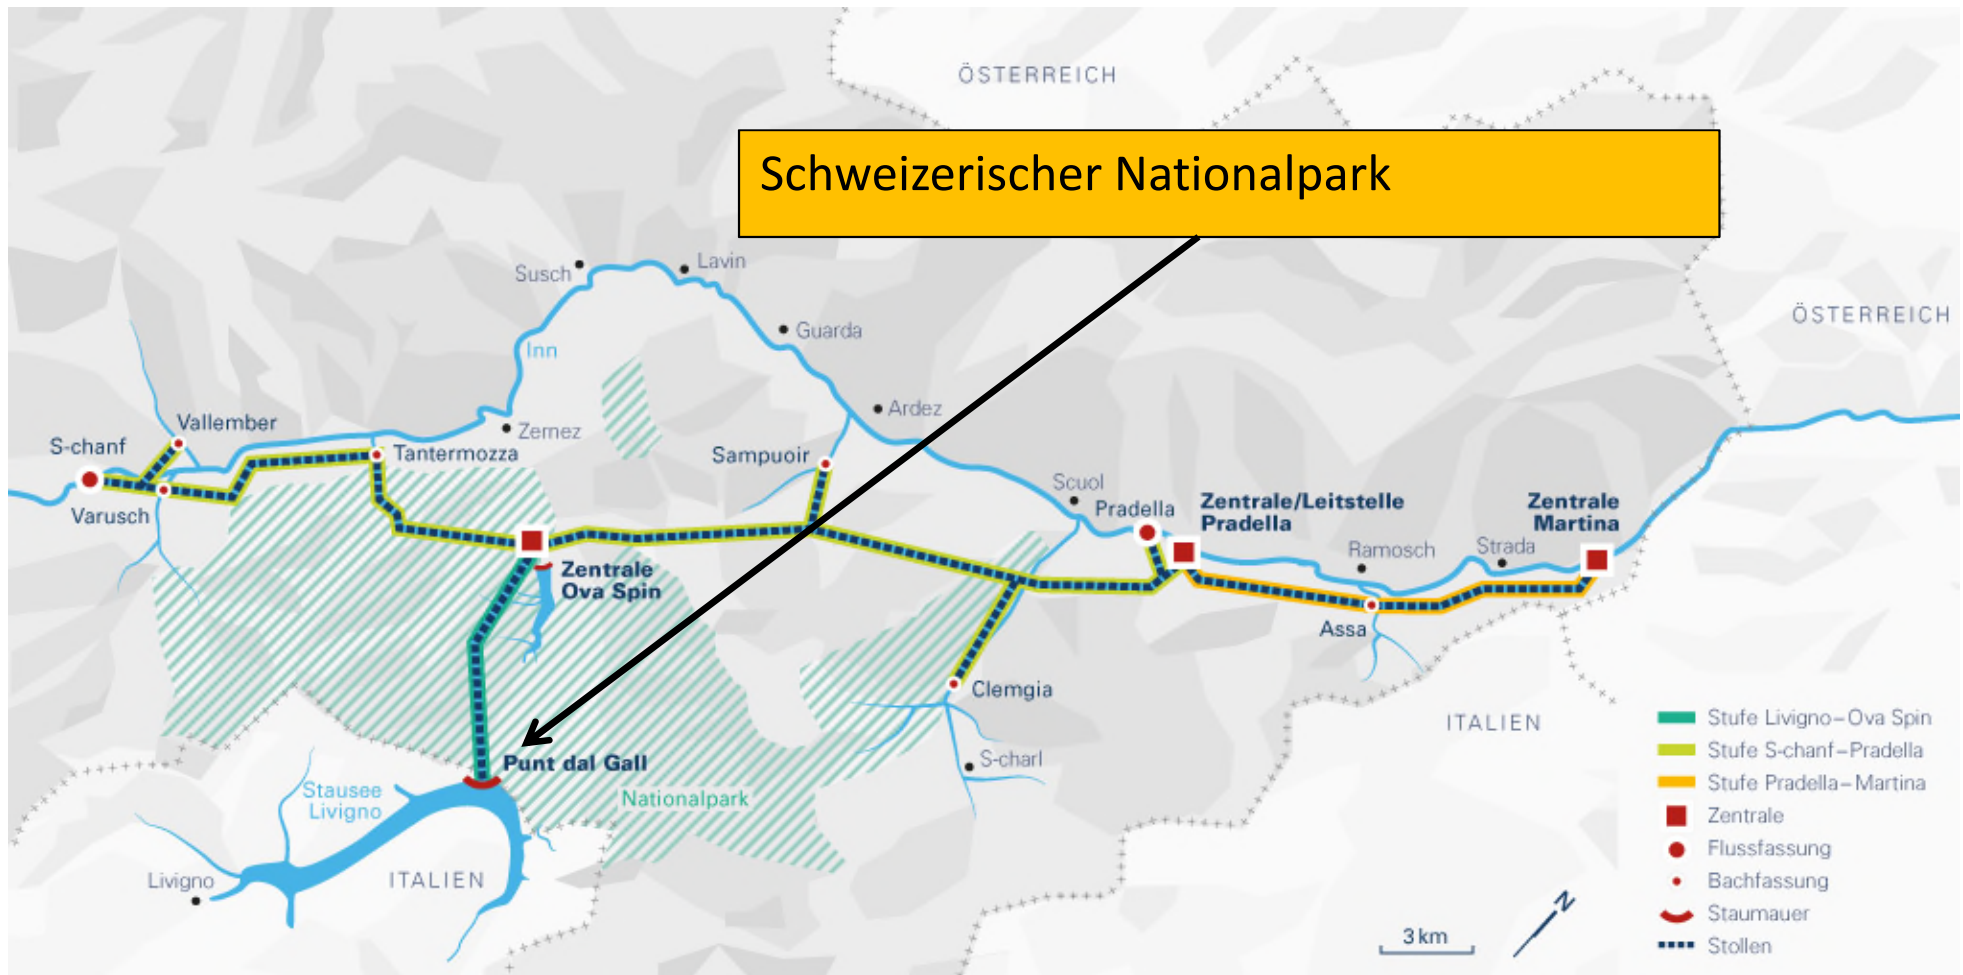 ÖSTERREICH
Schweizerischer Nationalpark
Susch
Lavin
ÖSTERREICH
Guarda
Inn
Ardez
Vallember
Zernez
S-chanf
Tantermozza
Sampuoir
Scuol
Pradella
Zentrale/Leitstelle
Pradella
Zentrale
Martina
Varusch
Ramosch
Strada
Zentrale
Ova Spin
Assa
Clemgia
ITALIEN
Punt dal Gall
S-charl
Stausee
Livigno
Nationalpark
Livigno
ITALIEN
Stufe Livigno–Ova Spin
Stufe S-chanf–Pradella
Stufe Pradella–Martina
Zentrale
Flussfassung
Bachfassung
Staumauer
Stollen
3 km
N